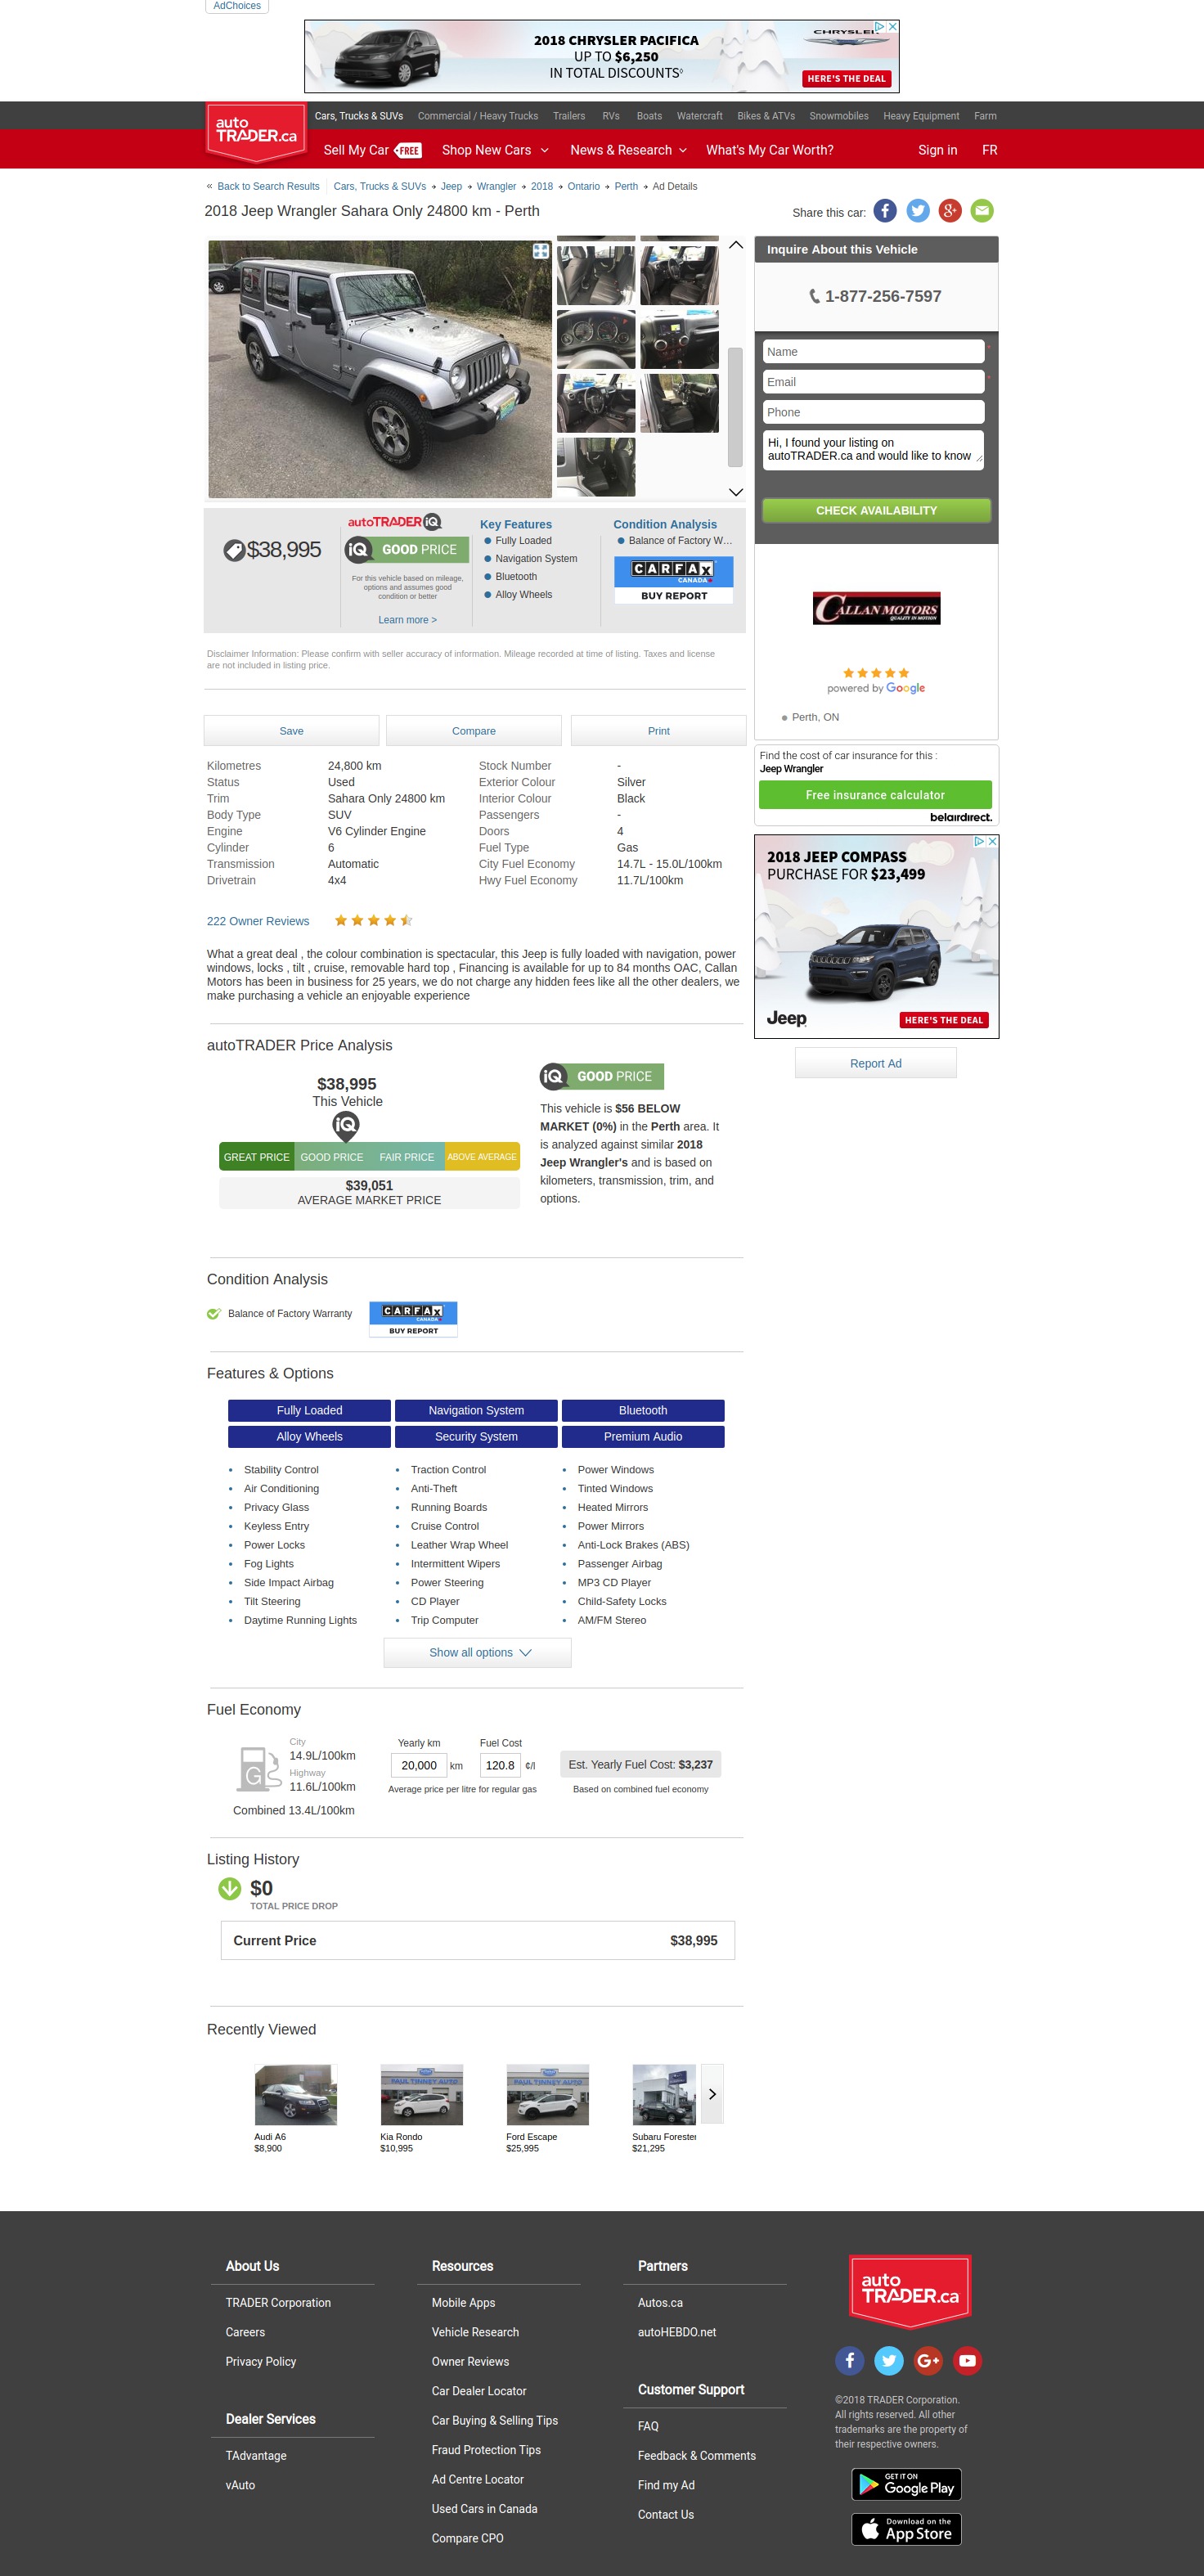 AdChoices
2018 CHRYSLER PACIFICA
UP TO $6,250
IN TOTAL DISCOUNTS◊
CHRYSLER
HERE'S THE DEAL
auto
TRADER.ca
Cars, Trucks & SUVs Commercial / Heavy Trucks Trailers RVs Boats Watercraft Bikes & ATVs Snowmobiles Heavy Equipment Farm
Sell My Car FREE Shop New Cars News & Research What's My Car Worth? Sign in FR
« Back to Search Results Cars, Trucks & SUVs Jeep Wrangler 2018 Ontario Perth Ad Details
2018 Jeep Wrangler Sahara Only 24800 km - Perth
Share this car:
Inquire About this Vehicle
1-877-256-7597
Name *
Email *
Phone
Hi, I found your listing on
autoTRADER.ca and would like to know
CHECK AVAILABILITY
CALLAN MOTORS
QUALITY IN MOTION
powered by Google
Perth, ON
$38,995
autoTRADER iQ
iQ GOOD PRICE
For this vehicle based on mileage,
options and assumes good
condition or better
Learn more >
Key Features
Fully Loaded
Navigation System
Bluetooth
Alloy Wheels
Condition Analysis
Balance of Factory W…
CARFAX
CANADA
BUY REPORT
Disclaimer Information: Please confirm with seller accuracy of information. Mileage recorded at time of listing. Taxes and license
are not included in listing price.
Save Compare Print
Kilometres 24,800 km Stock Number -
Status Used Exterior Colour Silver
Trim Sahara Only 24800 km Interior Colour Black
Body Type SUV Passengers -
Engine V6 Cylinder Engine Doors 4
Cylinder 6 Fuel Type Gas
Transmission Automatic City Fuel Economy 14.7L - 15.0L/100km
Drivetrain 4x4 Hwy Fuel Economy 11.7L/100km
222 Owner Reviews
What a great deal , the colour combination is spectacular, this Jeep is fully loaded with navigation, power
windows, locks , tilt , cruise, removable hard top , Financing is available for up to 84 months OAC, Callan
Motors has been in business for 25 years, we do not charge any hidden fees like all the other dealers, we
make purchasing a vehicle an enjoyable experience
Find the cost of car insurance for this :
Jeep Wrangler
Free insurance calculator
belairdirect.
2018 JEEP COMPASS
PURCHASE FOR $23,499
Jeep
HERE'S THE DEAL
Report Ad
autoTRADER Price Analysis
$38,995
This Vehicle
iQ
GREAT PRICE GOOD PRICE FAIR PRICE ABOVE AVERAGE
$39,051
AVERAGE MARKET PRICE
iQ GOOD PRICE
This vehicle is $56 BELOW
MARKET (0%) in the Perth area. It
is analyzed against similar 2018
Jeep Wrangler's and is based on
kilometers, transmission, trim, and
options.
Condition Analysis
Balance of Factory Warranty
CARFAX
CANADA
BUY REPORT
Features & Options
Fully Loaded Navigation System Bluetooth
Alloy Wheels Security System Premium Audio
Stability Control Traction Control Power Windows
Air Conditioning Anti-Theft Tinted Windows
Privacy Glass Running Boards Heated Mirrors
Keyless Entry Cruise Control Power Mirrors
Power Locks Leather Wrap Wheel Anti-Lock Brakes (ABS)
Fog Lights Intermittent Wipers Passenger Airbag
Side Impact Airbag Power Steering MP3 CD Player
Tilt Steering CD Player Child-Safety Locks
Daytime Running Lights Trip Computer AM/FM Stereo
Show all options
Fuel Economy
G
City
14.9L/100km
Highway
11.6L/100km
Combined 13.4L/100km
Yearly km Fuel Cost
20,000 km 120.8 ¢/l
Average price per litre for regular gas
Est. Yearly Fuel Cost: $3,237
Based on combined fuel economy
Listing History
$0
TOTAL PRICE DROP
Current Price $38,995
Recently Viewed
PAUL TINNEY AUTO PAUL TINNEY AUTO
Audi A6 Kia Rondo Ford Escape Subaru Forester
$8,900 $10,995 $25,995 $21,295
About Us
TRADER Corporation
Careers
Privacy Policy
Dealer Services
TAdvantage
vAuto
Resources
Mobile Apps
Vehicle Research
Owner Reviews
Car Dealer Locator
Car Buying & Selling Tips
Fraud Protection Tips
Ad Centre Locator
Used Cars in Canada
Compare CPO
Partners
Autos.ca
autoHEBDO.net
Customer Support
FAQ
Feedback & Comments
Find my Ad
Contact Us
auto
TRADER.ca
©2018 TRADER Corporation.
All rights reserved. All other
trademarks are the property of
their respective owners.
GET IT ON
Google Play
Download on the
App Store